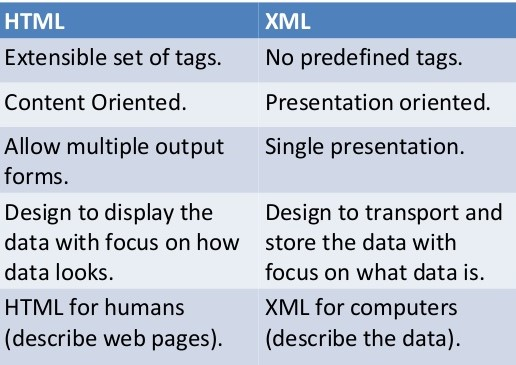 HTML XML
Extensible set of tags. No predefined tags.
Content Oriented. Presentation oriented.
Allow multiple output Single presentation.
forms.
Design to display the Design to transport and
data with focus on how store the data with
data looks. focus on what data is.
HTML for humans XML for computers
(describe web pages). (describe the data).